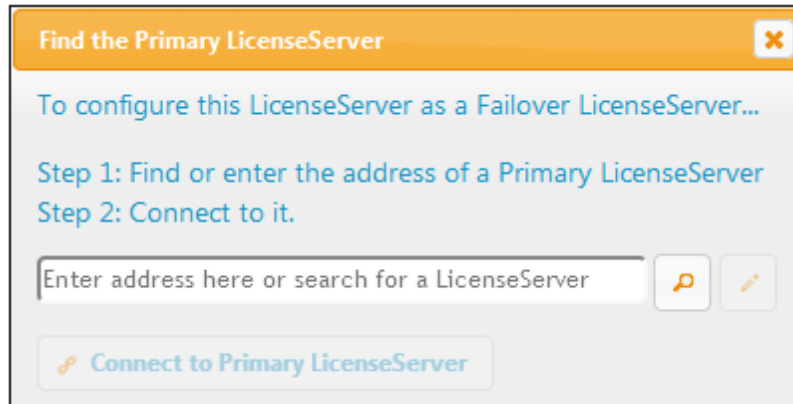 Find the Primary LicenseServer
To configure this LicenseServer as a Failover LicenseServer...
Step 1: Find or enter the address of a Primary LicenseServer
Step 2: Connect to it.
Enter address here or search for a LicenseServer
Connect to Primary LicenseServer